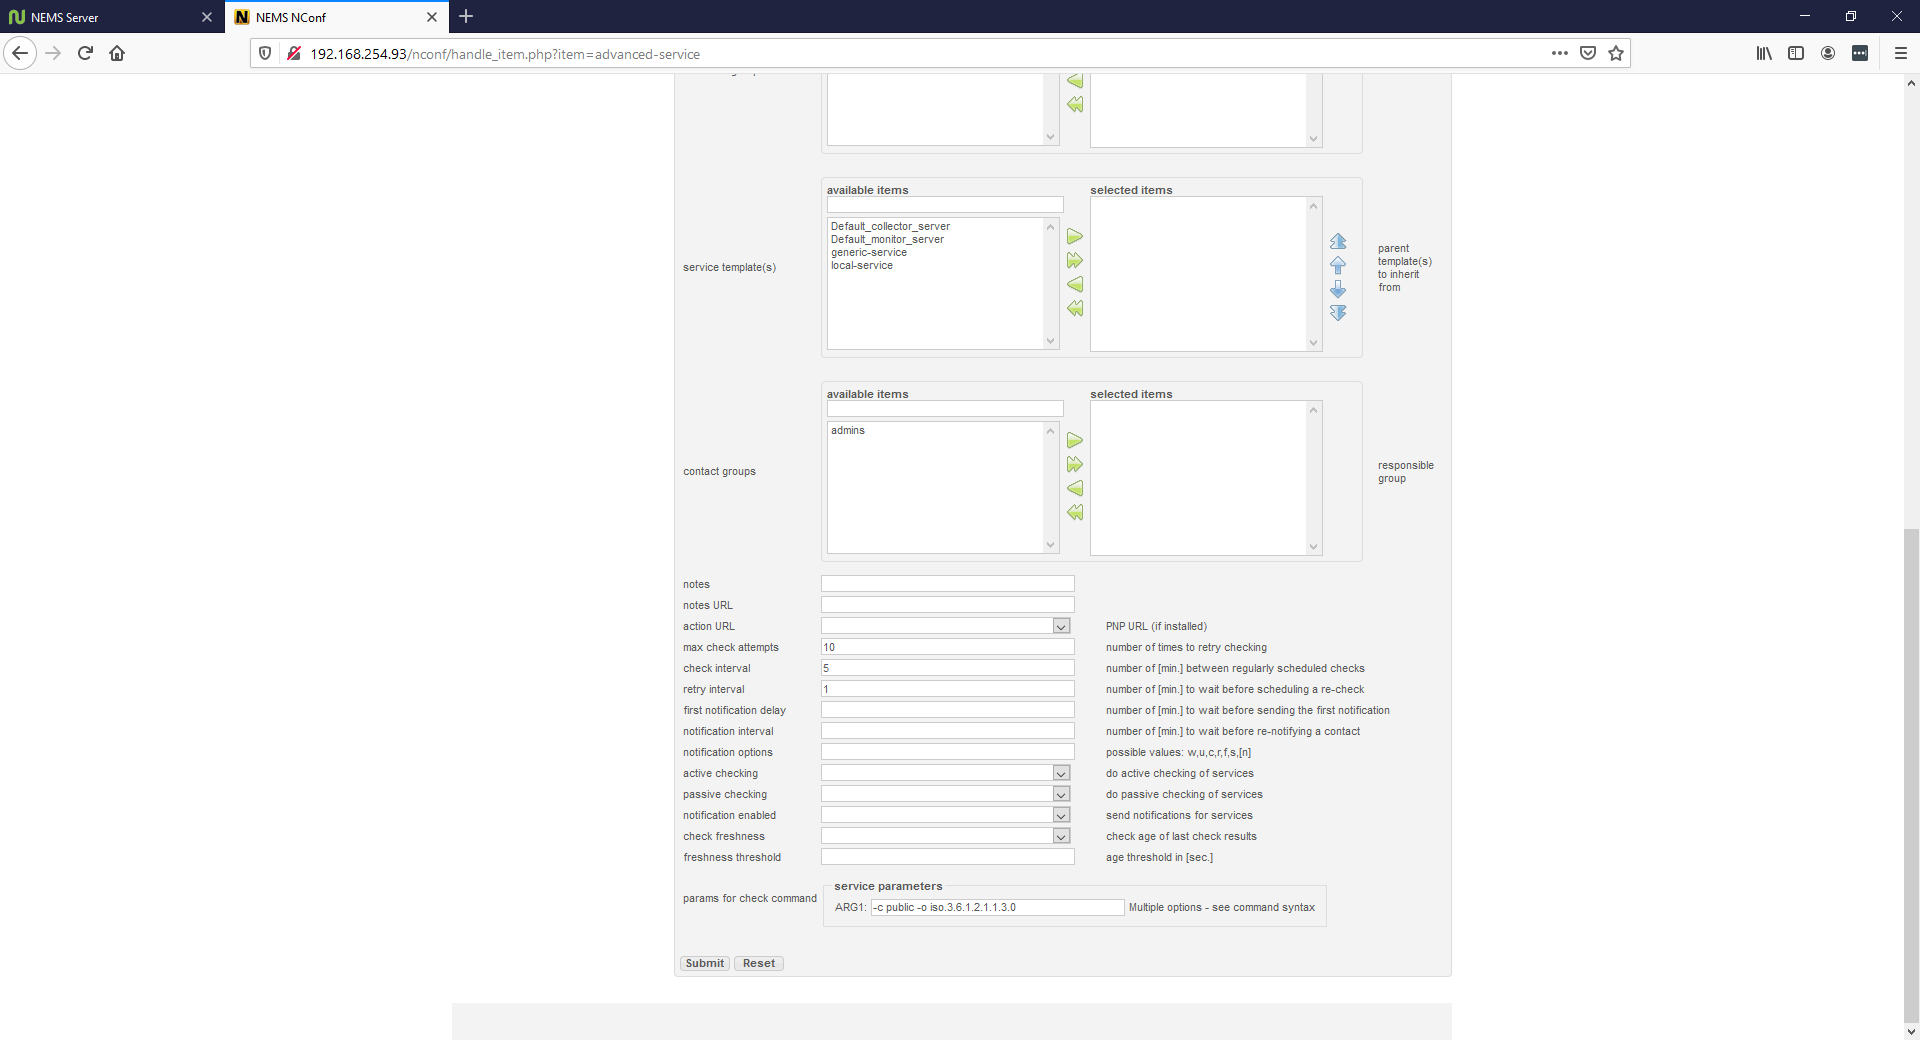 NEMS Server
NEMS NConf
192.168.254.93/nconf/handle_item.php?item=advanced-service
available items
selected items
Default_collector_server
Default_monitor_server
generic-service
local-service
service template(s)
parent
template(s)
to inherit
from
available items
selected items
admins
contact groups
responsible
group
notes
notes URL
action URL
PNP URL (if installed)
max check attempts
10
number of times to retry checking
check interval
5
number of [min.] between regularly scheduled checks
retry interval
1
number of [min.] to wait before scheduling a re-check
first notification delay
number of [min.] to wait before sending the first notification
notification interval
number of [min.] to wait before re-notifying a contact
notification options
possible values: w,u,c,r,f,s,[n]
active checking
do active checking of services
passive checking
do passive checking of services
notification enabled
send notifications for services
check freshness
check age of last check results
freshness threshold
age threshold in [sec.]
service parameters
params for check command
ARG1:
-c public -o iso.3.6.1.2.1.1.3.0
Multiple options - see command syntax
Submit
Reset